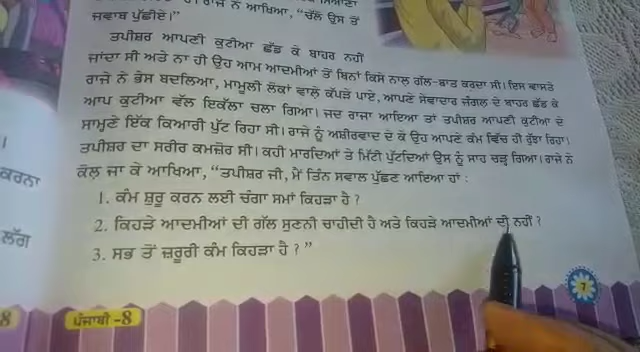 ਰਾਜੇ ਨੇ ਆਖਿਆ, “ਚੱਲੋ ਉਸ ਤੋਂ
ਜਵਾਬ ਪੁੱਛੀਏ।”
ਤਪੀਸ਼ਰ ਆਪਣੀ ਕੁਟੀਆ ਛੱਡ ਕੇ ਬਾਹਰ ਨਹੀਂ
ਜਾਂਦਾ ਸੀ ਅਤੇ ਨਾ ਹੀ ਉਹ ਆਮ ਆਦਮੀਆਂ ਤੋਂ ਬਿਨਾਂ ਕਿਸੇ ਨਾਲ ਗੱਲ-ਬਾਤ ਕਰਦਾ ਸੀ। ਇਸ ਵਾਸਤੇ
ਰਾਜੇ ਨੇ ਭੇਸ ਬਦਲਿਆ, ਮਾਮੂਲੀ ਲੋਕਾਂ ਵਾਲ਼ੇ ਕੱਪੜੇ ਪਾਏ, ਆਪਣੇ ਸੇਵਾਦਾਰ ਜੰਗਲ ਦੇ ਬਾਹਰ ਛੱਡ ਕੇ
ਆਪ ਕੁਟੀਆ ਵੱਲ ਇਕੱਲਾ ਚਲਾ ਗਿਆ। ਜਦ ਰਾਜਾ ਆਇਆ ਤਾਂ ਤਪੀਸ਼ਰ ਆਪਣੀ ਕੁਟੀਆ ਦੇ
ਸਾਮ੍ਹਣੇ ਇੱਕ ਕਿਆਰੀ ਪੁੱਟ ਰਿਹਾ ਸੀ। ਰਾਜੇ ਨੂੰ ਅਸ਼ੀਰਵਾਦ ਦੇ ਕੇ ਉਹ ਆਪਣੇ ਕੰਮ ਵਿੱਚ ਹੀ ਰੁੱਝਾ ਰਿਹਾ।
ਤਪੀਸ਼ਰ ਦਾ ਸਰੀਰ ਕਮਜ਼ੋਰ ਸੀ। ਕਹੀ ਮਾਰਦਿਆਂ ਤੇ ਮਿੱਟੀ ਪੁੱਟਦਿਆਂ ਉਸ ਨੂੰ ਸਾਹ ਚੜ੍ਹ ਗਿਆ। ਰਾਜੇ ਨੇ
ਕੋਲ਼ ਜਾ ਕੇ ਆਖਿਆ, “ਤਪੀਸ਼ਰ ਜੀ, ਮੈਂ ਤਿੰਨ ਸਵਾਲ ਪੁੱਛਣ ਆਇਆ ਹਾਂ :
1. ਕੰਮ ਸ਼ੁਰੂ ਕਰਨ ਲਈ ਚੰਗਾ ਸਮਾਂ ਕਿਹੜਾ ਹੈ ?
2. ਕਿਹੜੇ ਆਦਮੀਆਂ ਦੀ ਗੱਲ ਸੁਣਨੀ ਚਾਹੀਦੀ ਹੈ ਅਤੇ ਕਿਹੜੇ ਆਦਮੀਆਂ ਦੀ ਨਹੀਂ ?
3. ਸਭ ਤੋਂ ਜ਼ਰੂਰੀ ਕੰਮ ਕਿਹੜਾ ਹੈ ? ”
7
ਪੰਜਾਬੀ -8
ਕਰਨਾ
ਲੱਗ
8